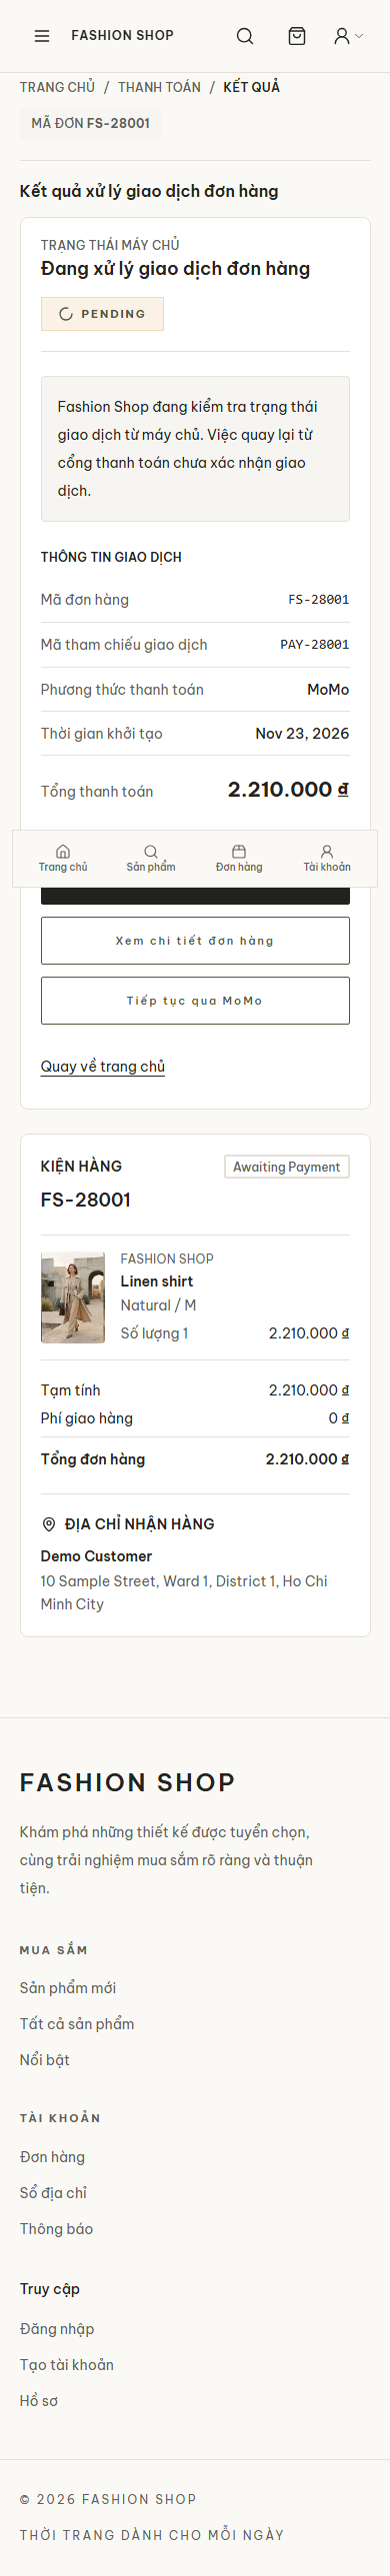 FASHION SHOP
TRANG CHỦ / THANH TOÁN / KẾT QUẢ
MÃ ĐƠN FS-28001
Kết quả xử lý giao dịch đơn hàng
TRẠNG THÁI MÁY CHỦ
Đang xử lý giao dịch đơn hàng
PENDING
Fashion Shop đang kiểm tra trạng thái
giao dịch từ máy chủ. Việc quay lại từ
cổng thanh toán chưa xác nhận giao
dịch.
THÔNG TIN GIAO DỊCH
Mã đơn hàng FS-28001
Mã tham chiếu giao dịch PAY-28001
Phương thức thanh toán MoMo
Thời gian khởi tạo Nov 23, 2026
Tổng thanh toán 2.210.000 ₫
Trang chủ Sản phẩm Đơn hàng Tài khoản
Xem chi tiết đơn hàng
Tiếp tục qua MoMo
Quay về trang chủ
KIỆN HÀNG Awaiting Payment
FS-28001
FASHION SHOP
Linen shirt
Natural / M
Số lượng 1 2.210.000 ₫
Tạm tính 2.210.000 ₫
Phí giao hàng 0 ₫
Tổng đơn hàng 2.210.000 ₫
ĐỊA CHỈ NHẬN HÀNG
Demo Customer
10 Sample Street, Ward 1, District 1, Ho Chi
Minh City
FASHION SHOP
Khám phá những thiết kế được tuyển chọn,
cùng trải nghiệm mua sắm rõ ràng và thuận
tiện.
MUA SẮM
Sản phẩm mới
Tất cả sản phẩm
Nổi bật
TÀI KHOẢN
Đơn hàng
Sổ địa chỉ
Thông báo
Truy cập
Đăng nhập
Tạo tài khoản
Hồ sơ
© 2026 FASHION SHOP
THỜI TRANG DÀNH CHO MỖI NGÀY